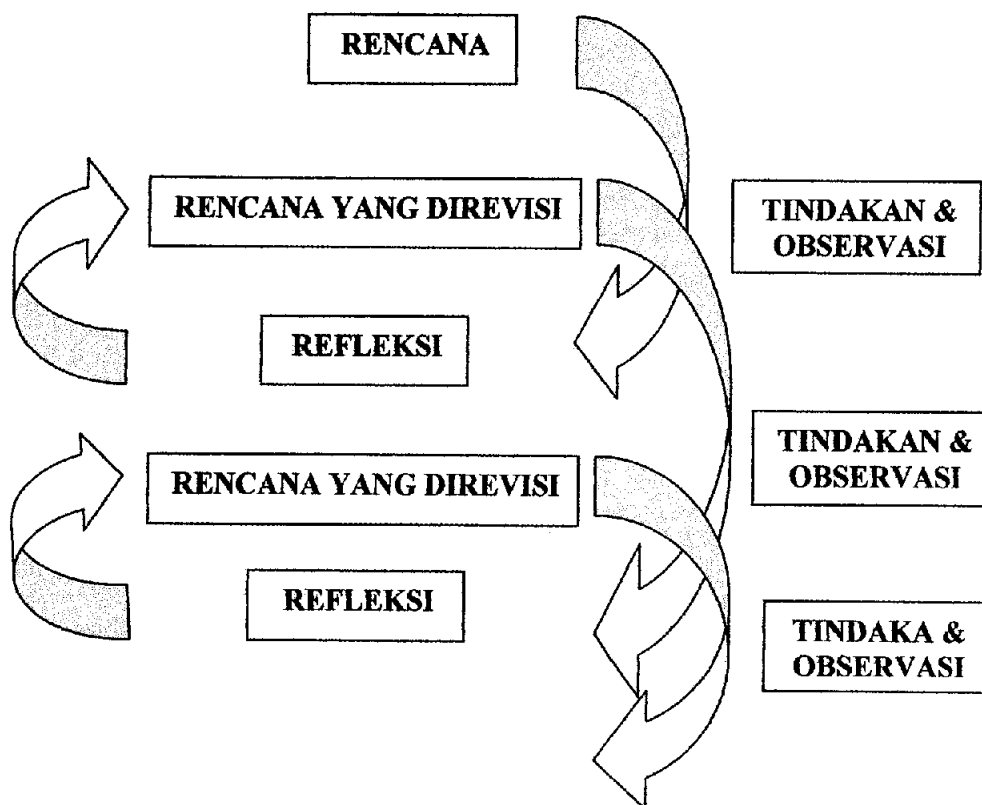 RENCANA
RENCANA YANG DIREVISI
TINDAKAN &
OBSERVASI
REFLEKSI
TINDAKAN &
OBSERVASI
RENCANA YANG DIREVISI
REFLEKSI
TINDAKA &
OBSERVASI